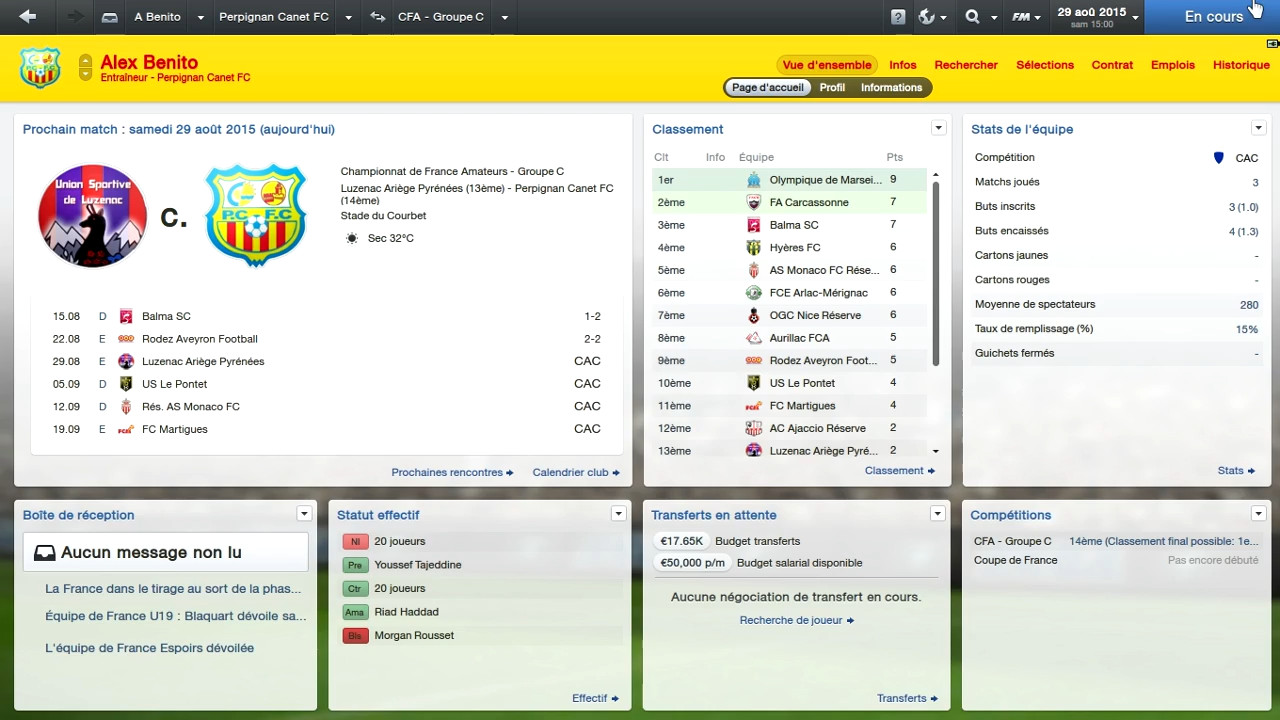 A Benito
Perpignan Canet FC
CFA - Groupe C
?
FM
29 aoû 2015
sam 15:00
En cours
Alex Benito
Entraîneur - Perpignan Canet FC
Vue d'ensemble
Infos
Rechercher
Sélections
Contrat
Emplois
Historique
Page d'accueil
Profil
Informations
Prochain match : samedi 29 août 2015 (aujourd'hui)
Union Sportive
de Luzenac
C.
P.C F.C
Championnat de France Amateurs - Groupe C
Luzenac Ariège Pyrénées (13ème) - Perpignan Canet FC
(14ème)
Stade du Courbet
Sec 32°C
15.08 D Balma SC 1-2
22.08 E Rodez Aveyron Football 2-2
29.08 E Luzenac Ariège Pyrénées CAC
05.09 D US Le Pontet CAC
12.09 D Rés. AS Monaco FC CAC
19.09 E FC Martigues CAC
Prochaines rencontres
Calendrier club
Classement
Clt Info Équipe Pts
1er Olympique de Marsei... 9
2ème FA Carcassonne 7
3ème Balma SC 7
4ème Hyères FC 6
5ème AS Monaco FC Rése... 6
6ème FCE Arlac-Mérignac 6
7ème OGC Nice Réserve 6
8ème Aurillac FCA 5
9ème Rodez Aveyron Foot... 5
10ème US Le Pontet 4
11ème FC Martigues 4
12ème AC Ajaccio Réserve 2
13ème Luzenac Ariège Pyré... 2
Classement
Stats de l'équipe
Compétition CAC
Matchs joués 3
Buts inscrits 3 (1.0)
Buts encaissés 4 (1.3)
Cartons jaunes -
Cartons rouges -
Moyenne de spectateurs 280
Taux de remplissage (%) 15%
Guichets fermés -
Stats
Boîte de réception
Aucun message non lu
La France dans le tirage au sort de la phas...
Équipe de France U19 : Blaquart dévoile sa...
L'équipe de France Espoirs dévoilée
Statut effectif
NI 20 joueurs
Pre Youssef Tajeddine
Ctr 20 joueurs
Ama Riad Haddad
Bls Morgan Rousset
Effectif
Transferts en attente
€17.65K Budget transferts
€50,000 p/m Budget salarial disponible
Aucune négociation de transfert en cours.
Recherche de joueur
Transferts
Compétitions
CFA - Groupe C 14ème (Classement final possible: 1e...
Coupe de France Pas encore débuté